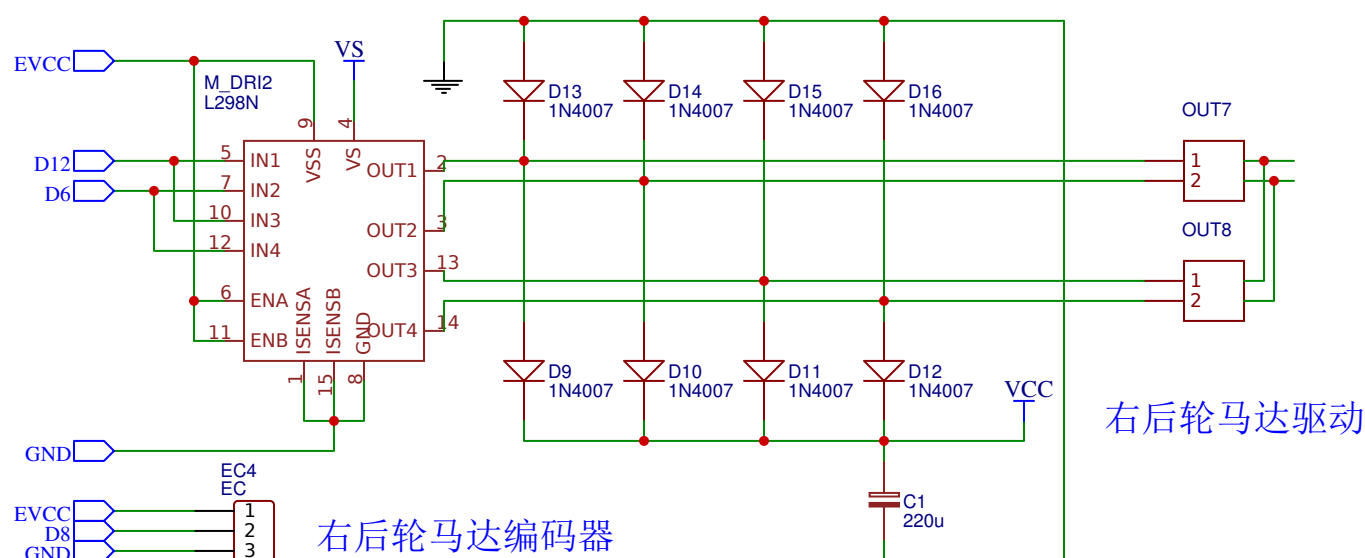 EVCC
VS
M_DRI2
L298N
9
4
D13
1N4007
D14
1N4007
D15
1N4007
D16
1N4007
OUT7
D12
5
IN1
VSS
VS
OUT1
2
1
D6
7
IN2
2
10
IN3
OUT2
3
OUT8
12
IN4
OUT3
13
1
6
ENA
2
11
ENB
ISENSA
ISENSB
GND
OUT4
14
1
15
8
D9
1N4007
D10
1N4007
D11
1N4007
D12
1N4007
VCC
右后轮马达驱动
GND
EC4
EC
EVCC
1
D8
2
GND
3
右后轮马达编码器
C1
220u